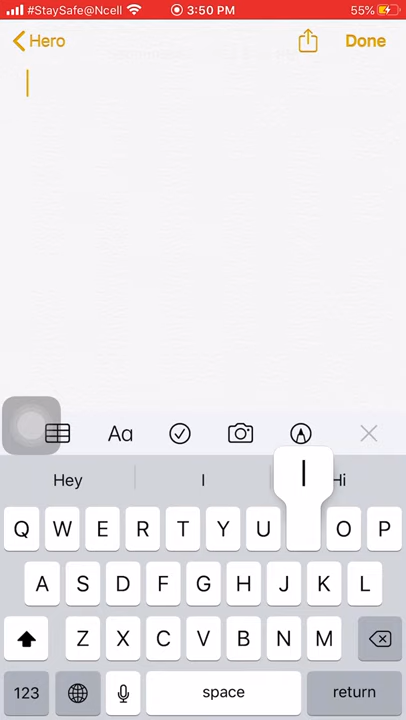 #StaySafe@Ncell 3:50 PM 55%
Hero Done
Aa
Hey I Hi
I
Q W E R T Y U O P
A S D F G H J K L
Z X C V B N M
123 space return